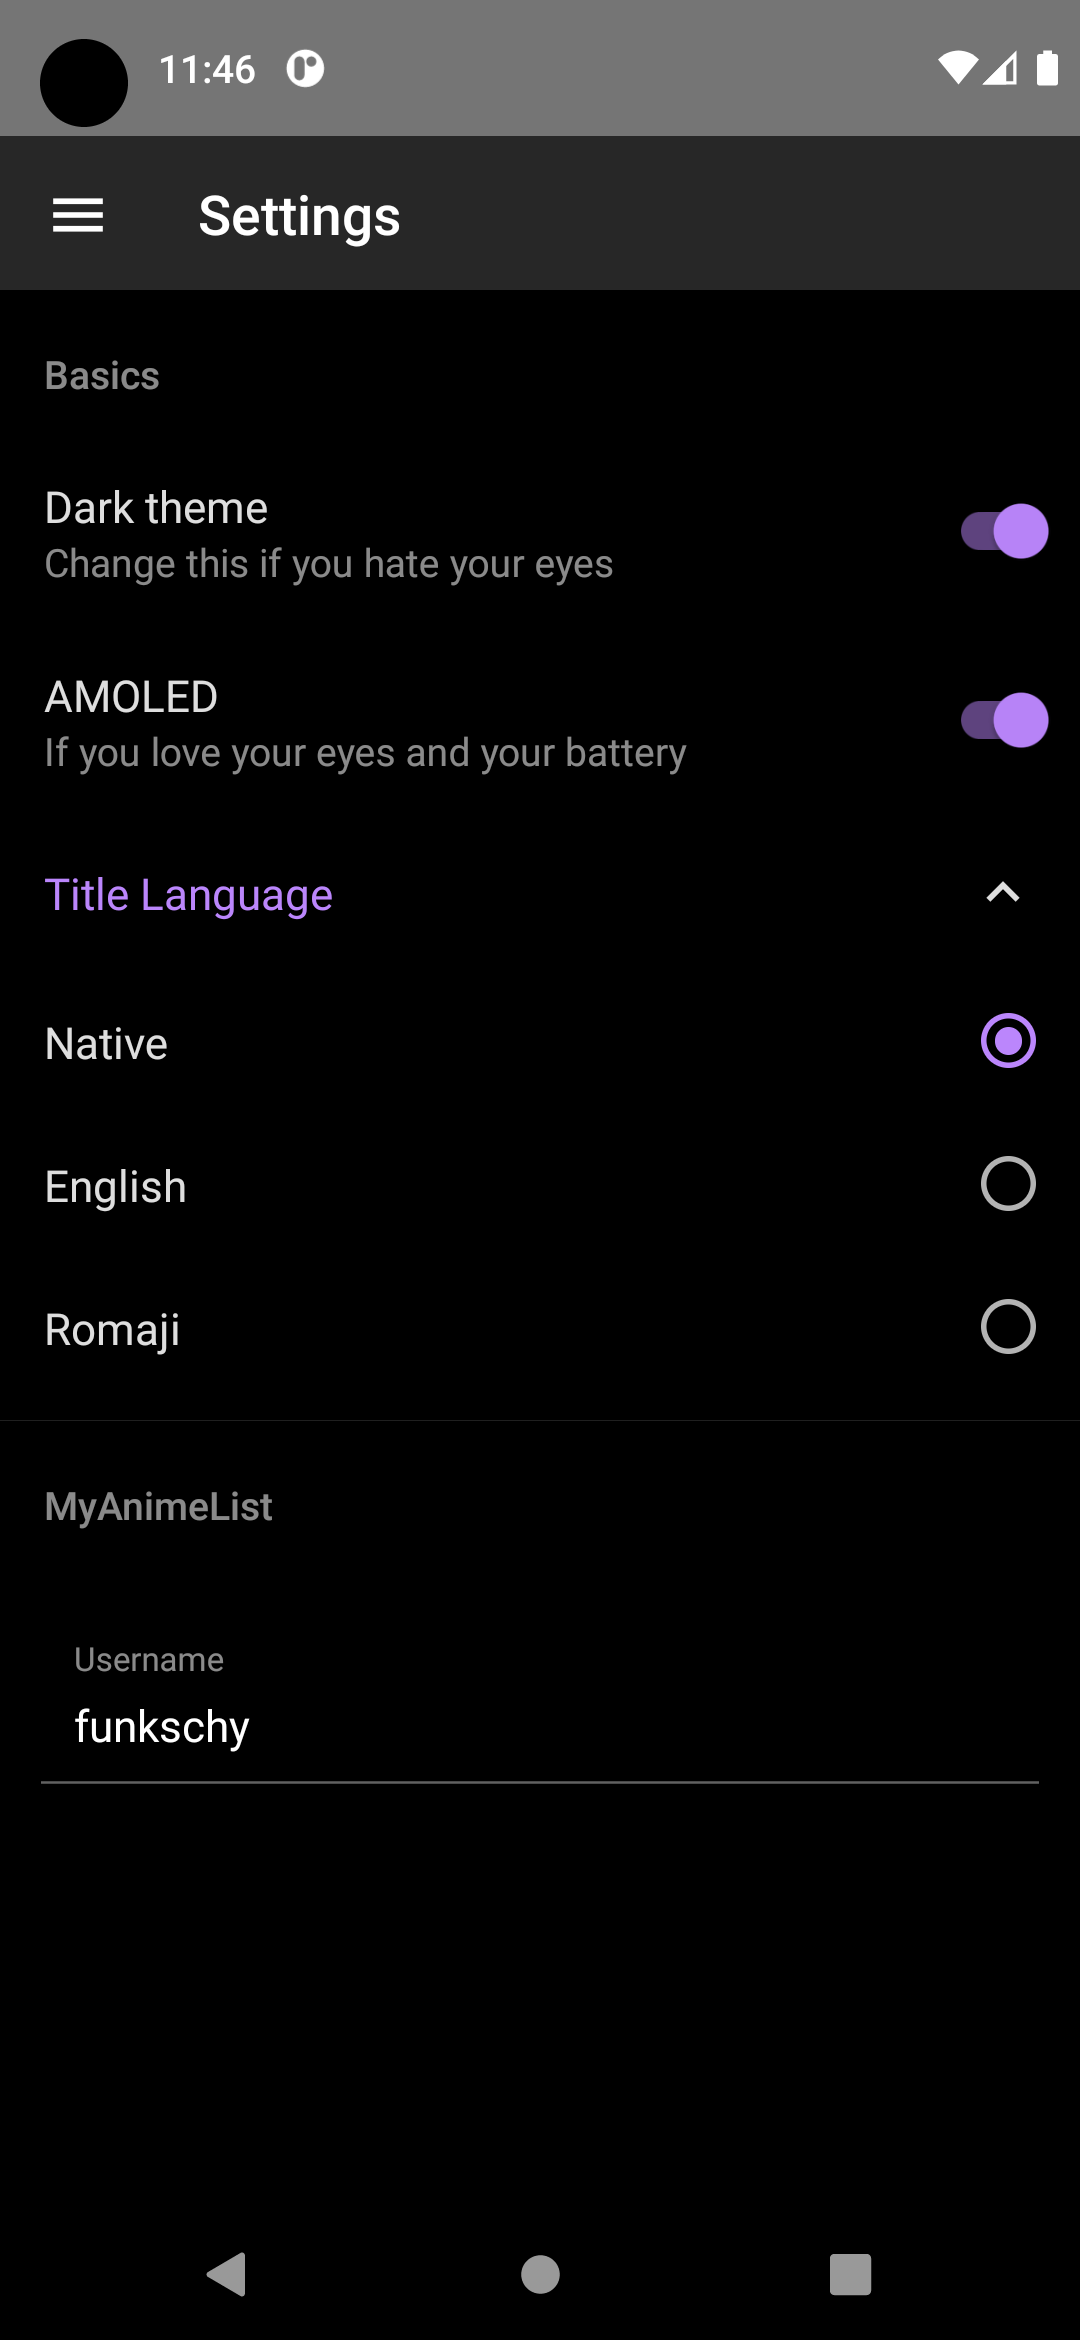 11:46
Settings
Basics
Dark theme
Change this if you hate your eyes
AMOLED
If you love your eyes and your battery
Title Language
Native
English
Romaji
MyAnimeList
Username
funkschy